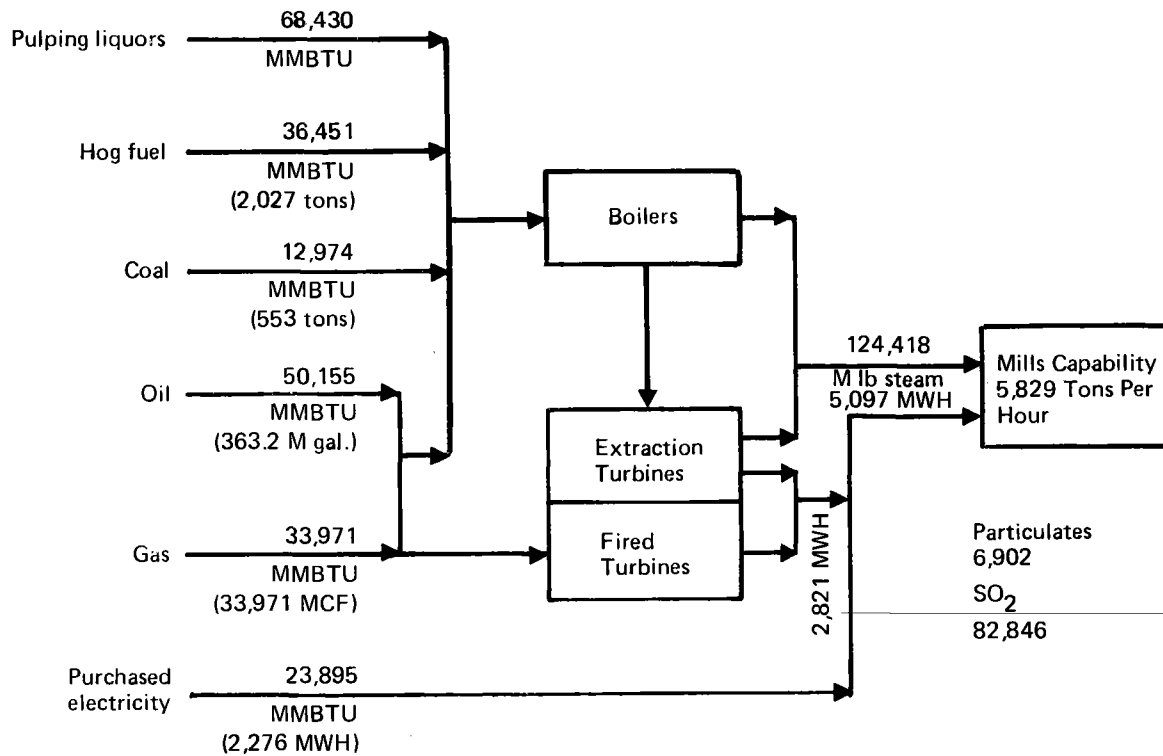 Pulping liquors
68,430
MMBTU
Hog fuel
36,451
MMBTU
(2,027 tons)
Coal
12,974
MMBTU
(553 tons)
Oil
50,155
MMBTU
(363.2 M gal.)
Gas
33,971
MMBTU
(33,971 MCF)
Purchased
electricity
23,895
MMBTU
(2,276 MWH)
Boilers
Extraction
Turbines
Fired
Turbines
2,821 MWH
124,418
M lb steam
5,097 MWH
Mills Capability
5,829 Tons Per
Hour
Particulates
6,902
SO2
82,846